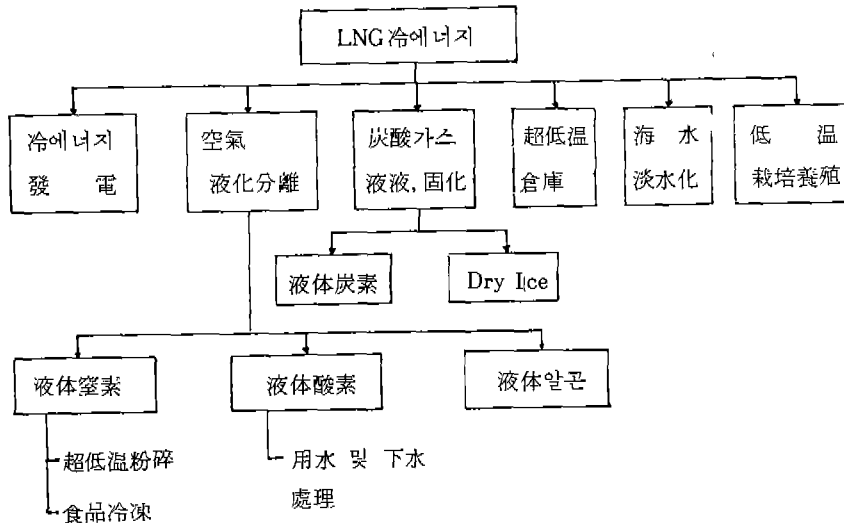 LNG 冷에너지
冷에너지
發 電
空氣
液化分離
炭酸가스
液液, 固化
超低温
倉庫
海 水
淡水化
低 温
栽培養殖
液体炭素
Dry Ice
液体窒素
液体酸素
液体알곤
超低温粉碎
食品冷凍
用水 및 下水
處理